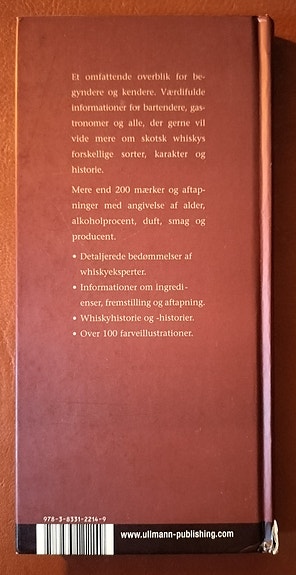 Et omfattende overblik for be-
gyndere og kendere. Værdifulde
informationer for bartendere, gas-
tronomer og alle, der gerne vil
vide mere om skotsk whiskys
forskellige sorter, karakter og
historie.
Mere end 200 mærker og aftap-
ninger med angivelse af alder,
alkoholprocent, duft, smag og
producent.
• Detaljerede bedømmelser af
whiskyeksperter.
• Informationer om ingredi-
enser, fremstilling og aftapning.
• Whiskyhistorie og -historier.
• Over 100 farveillustrationer.
978-3-8331-2214-9
www.ullmann-publishing.com